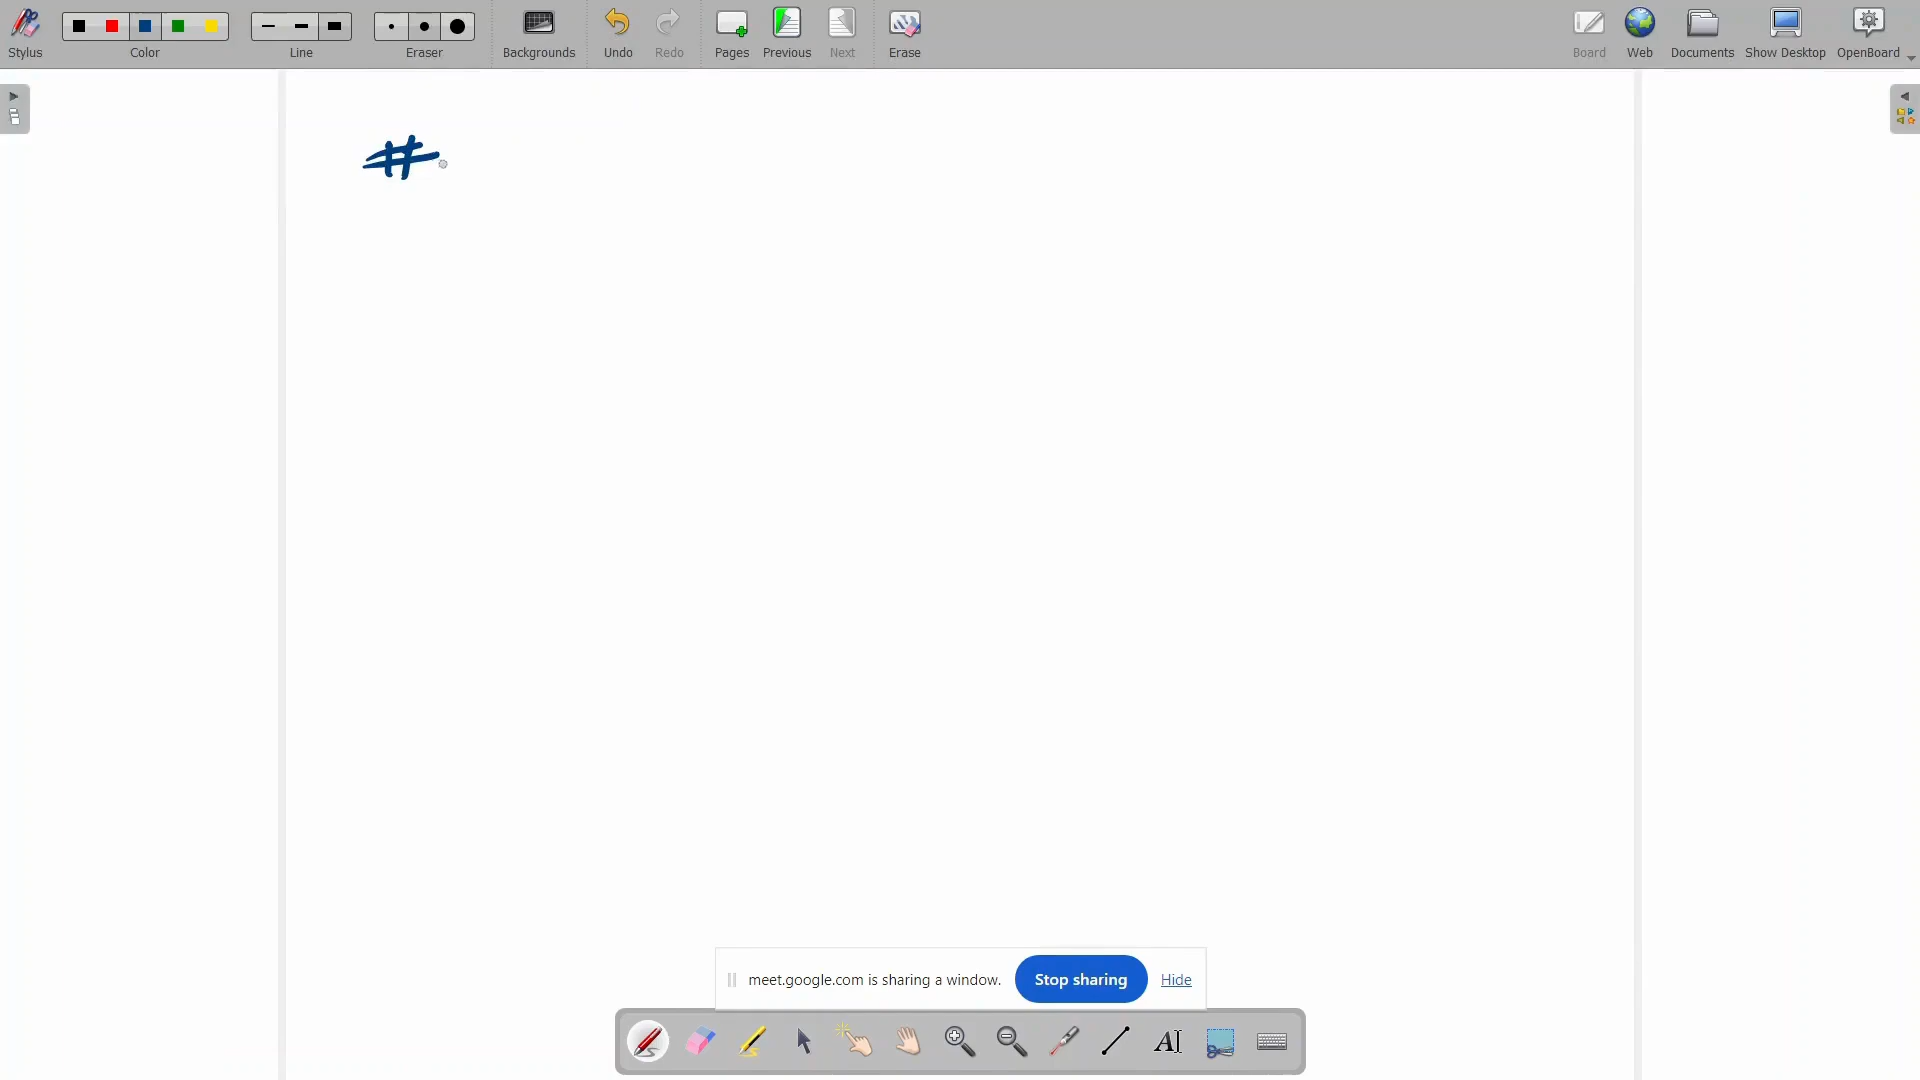 Stylus Color Line Eraser Backgrounds Undo Redo Pages Previous Next Erase Board Web Documents Show Desktop OpenBoard
#
meet.google.com is sharing a window. Stop sharing Hide
AI